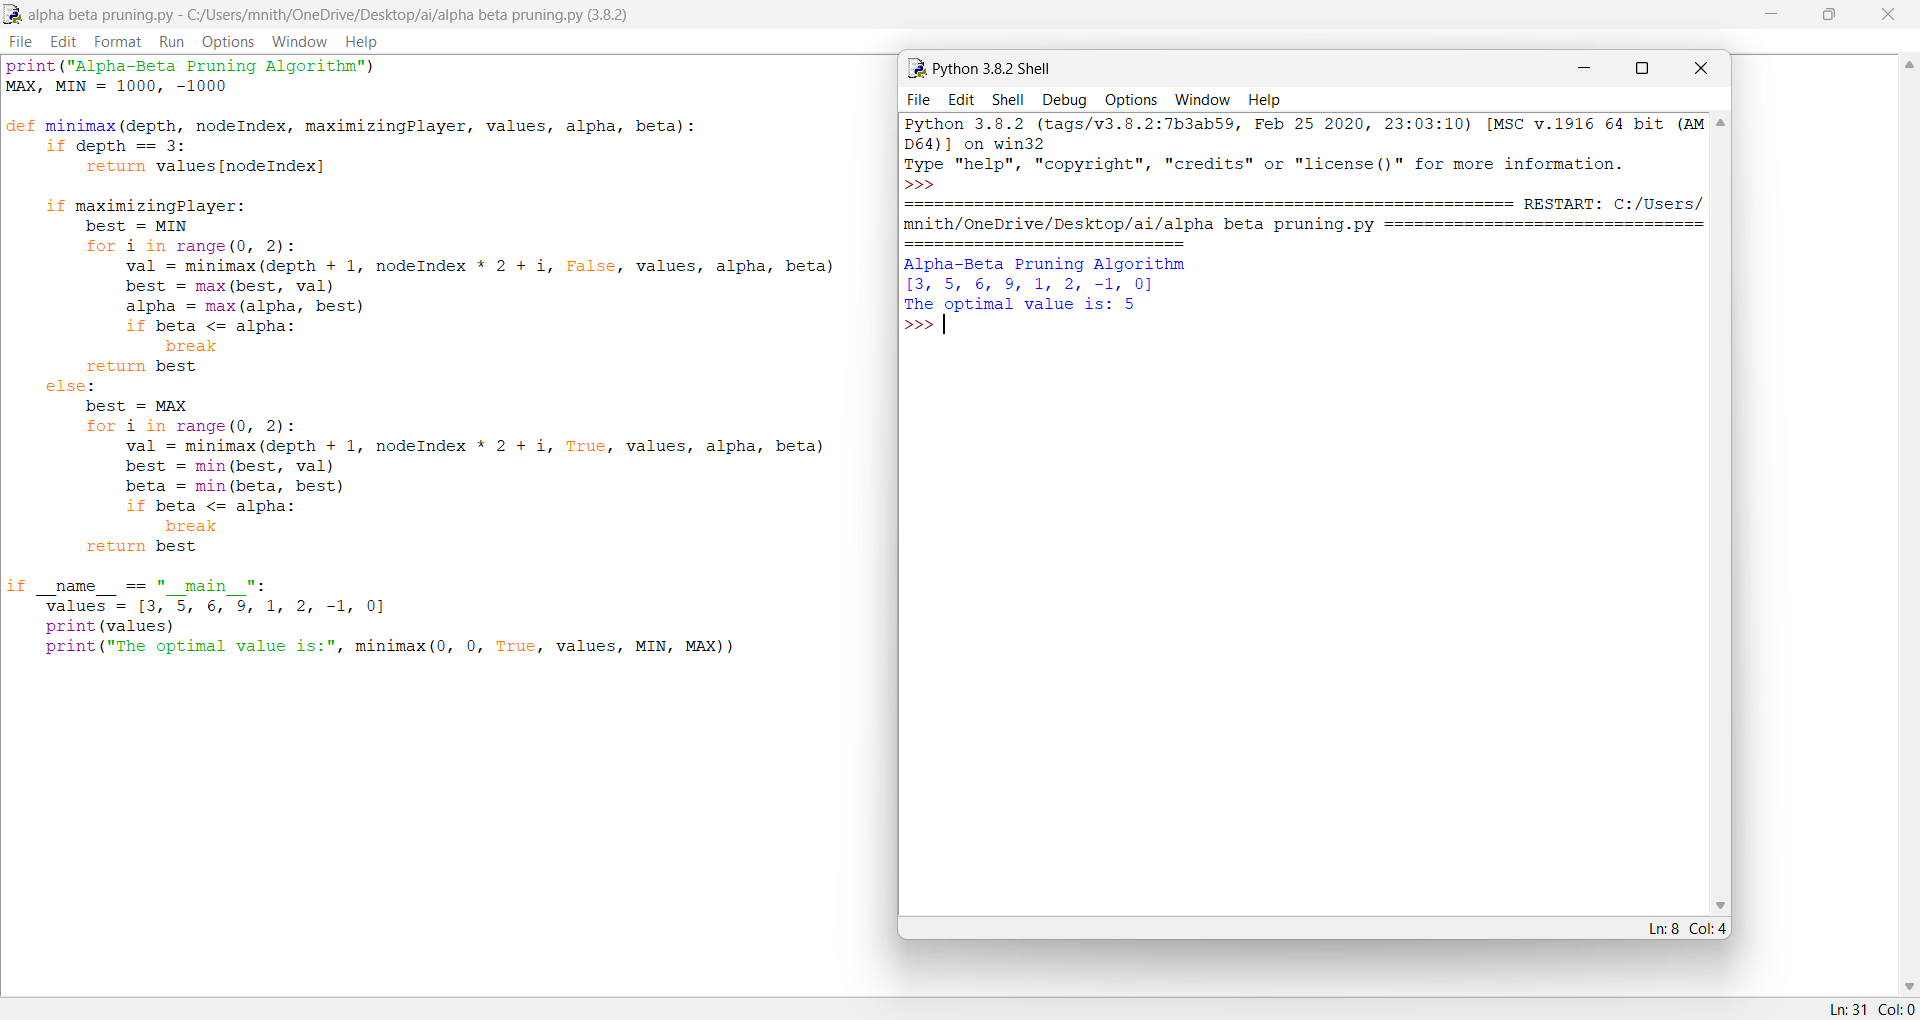 alpha beta pruning.py - C:/Users/mnith/OneDrive/Desktop/ai/alpha beta pruning.py (3.8.2)
File Edit Format Run Options Window Help
print("Alpha-Beta Pruning Algorithm")
MAX, MIN = 1000, -1000

def minimax(depth, nodeIndex, maximizingPlayer, values, alpha, beta):
    if depth == 3:
        return values[nodeIndex]

    if maximizingPlayer:
        best = MIN
        for i in range(0, 2):
            val = minimax(depth + 1, nodeIndex * 2 + i, False, values, alpha, beta)
            best = max(best, val)
            alpha = max(alpha, best)
            if beta <= alpha:
                break
        return best
    else:
        best = MAX
        for i in range(0, 2):
            val = minimax(depth + 1, nodeIndex * 2 + i, True, values, alpha, beta)
            best = min(best, val)
            beta = min(beta, best)
            if beta <= alpha:
                break
        return best

if __name__ == "__main__":
    values = [3, 5, 6, 9, 1, 2, -1, 0]
    print(values)
    print("The optimal value is:", minimax(0, 0, True, values, MIN, MAX))
Python 3.8.2 Shell
File Edit Shell Debug Options Window Help
Python 3.8.2 (tags/v3.8.2:7b3ab59, Feb 25 2020, 23:03:10) [MSC v.1916 64 bit (AM
D64)] on win32
Type "help", "copyright", "credits" or "license()" for more information.
>>>
============================================================= RESTART: C:/Users/
mnith/OneDrive/Desktop/ai/alpha beta pruning.py ================================
============================
Alpha-Beta Pruning Algorithm
[3, 5, 6, 9, 1, 2, -1, 0]
The optimal value is: 5
>>>
Ln: 8 Col: 4
Ln: 31 Col: 0